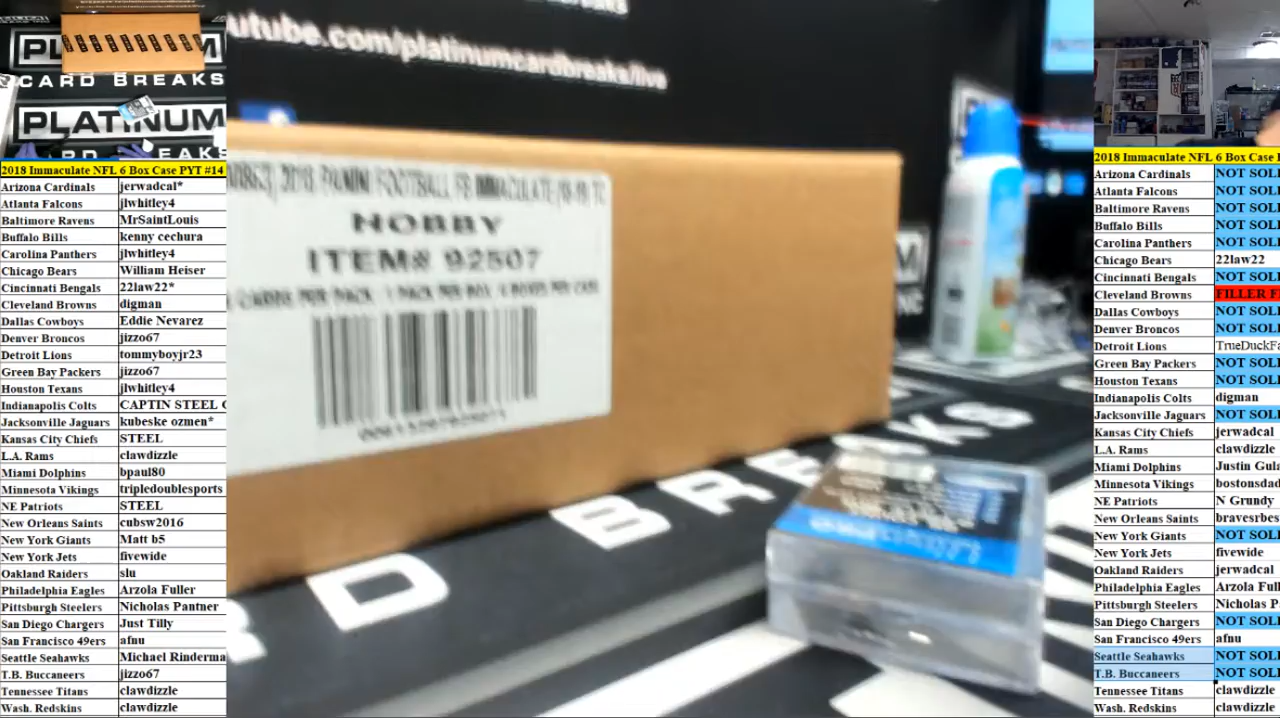 PLATINUM
CARD BREAKS
PLATINUM
CARD BREAKS
2018 Immaculate NFL 6 Box Case PYT #14
Arizona Cardinals jerwadcal*
Atlanta Falcons jlwhitley4
Baltimore Ravens MrSaintLouis
Buffalo Bills kenny cechura
Carolina Panthers jlwhitley4
Chicago Bears William Heiser
Cincinnati Bengals 22law22*
Cleveland Browns digman
Dallas Cowboys Eddie Nevarez
Denver Broncos jizzo67
Detroit Lions tommyboyjr23
Green Bay Packers jizzo67
Houston Texans jlwhitley4
Indianapolis Colts CAPTIN STEEL
Jacksonville Jaguars kubeske ozmen*
Kansas City Chiefs STEEL
L.A. Rams clawdizzle
Miami Dolphins bpaul80
Minnesota Vikings tripledoublesports
NE Patriots STEEL
New Orleans Saints cubsw2016
New York Giants Matt b5
New York Jets fivewide
Oakland Raiders slu
Philadelphia Eagles Arzola Fuller
Pittsburgh Steelers Nicholas Pantner
San Diego Chargers Just Tilly
San Francisco 49ers afnu
Seattle Seahawks Michael Rinderma
T.B. Buccaneers jizzo67
Tennessee Titans clawdizzle
Wash. Redskins clawdizzle
utube.com/platinumcardbreaks/live
2018 PANINI FOOTBALL IMMACULATE
HOBBY
ITEM# 92507
CARDS PER PACK
RD BREAKS
2018 Immaculate NFL 6 Box
Arizona Cardinals NOT SOL
Atlanta Falcons NOT SOL
Baltimore Ravens NOT SOL
Buffalo Bills NOT SOL
Carolina Panthers NOT SOL
Chicago Bears 22law22
Cincinnati Bengals NOT SOL
Cleveland Browns FILLER F
Dallas Cowboys NOT SOL
Denver Broncos NOT SOL
Detroit Lions TrueDuckFa
Green Bay Packers NOT SOL
Houston Texans NOT SOL
Indianapolis Colts digman
Jacksonville Jaguars NOT SOL
Kansas City Chiefs jerwadcal
L.A. Rams clawdizzle
Miami Dolphins Justin Gula
Minnesota Vikings bostonsdad
NE Patriots N Grundy
New Orleans Saints bravesrbes
New York Giants NOT SOL
New York Jets fivewide
Oakland Raiders jerwadcal
Philadelphia Eagles Arzola Full
Pittsburgh Steelers Nicholas P
San Diego Chargers NOT SOL
San Francisco 49ers afnu
Seattle Seahawks NOT SOL
T.B. Buccaneers NOT SOL
Tennessee Titans clawdizzle
Wash. Redskins clawdizzle